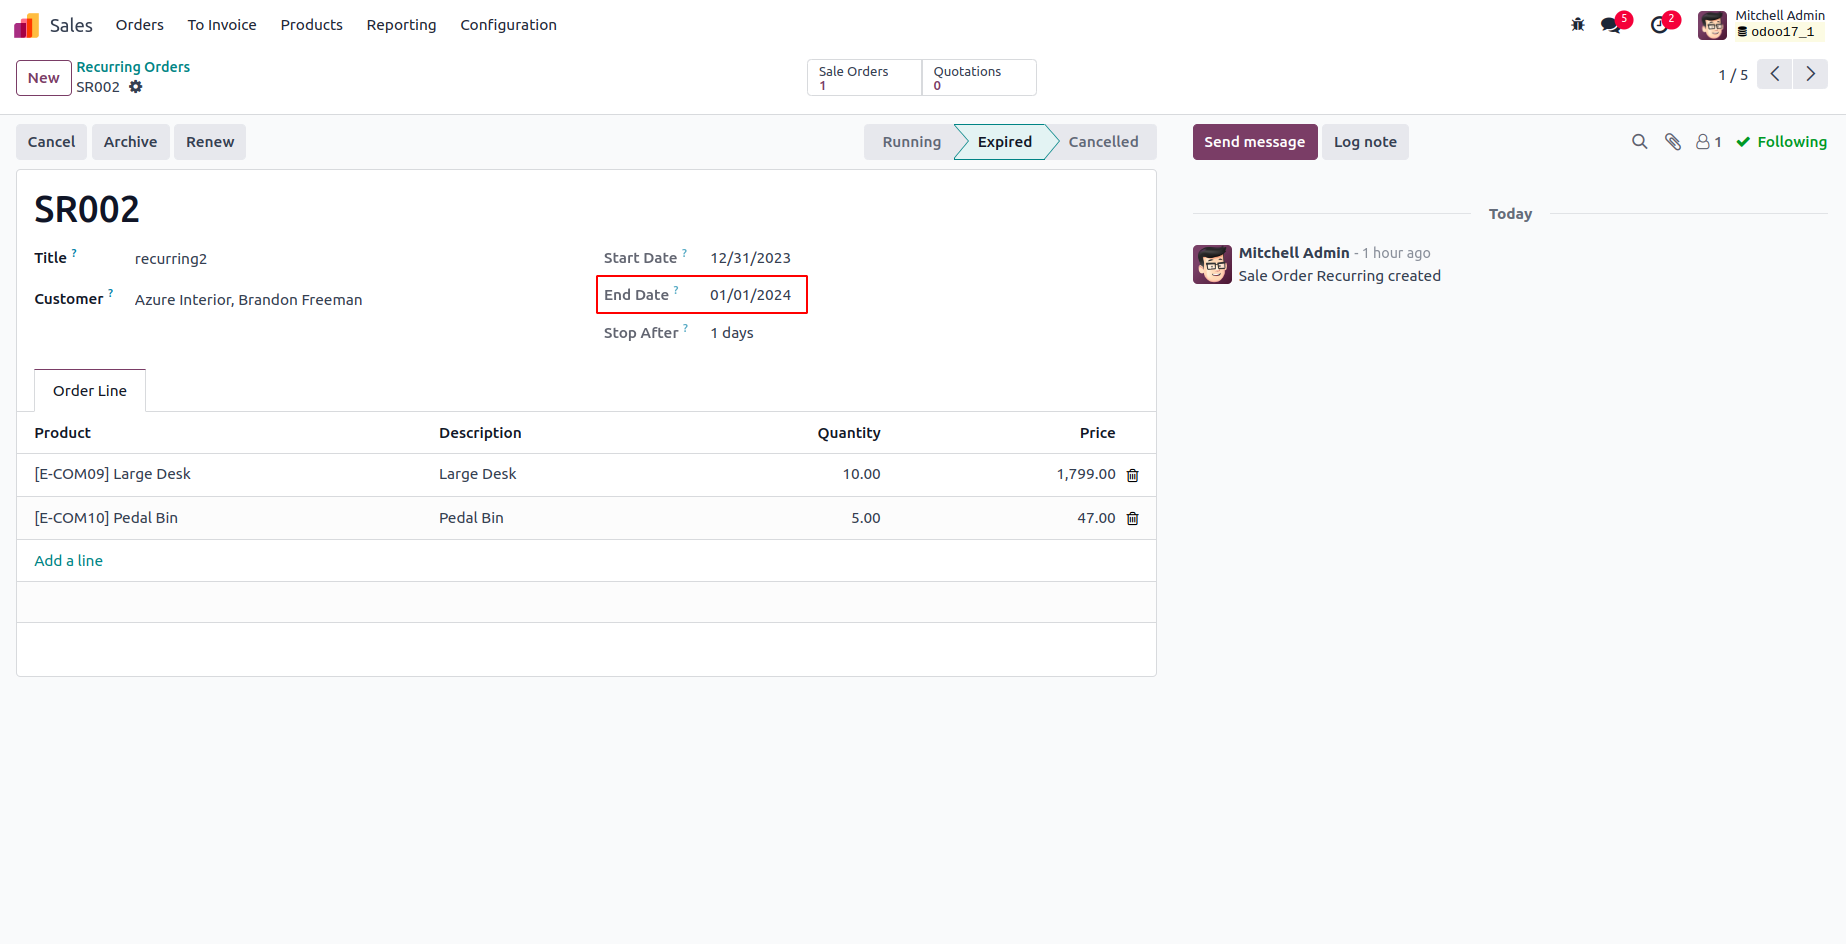 Sales Orders To Invoice Products Reporting Configuration 5 2 Mitchell Admin
odoo17_1
New Recurring Orders Sale Orders Quotations 1 / 5
SR002 1 0
Cancel Archive Renew Running Expired Cancelled Send message Log note 1 Following
SR002
Today
Title ? recurring2 Start Date ? 12/31/2023 Mitchell Admin - 1 hour ago
Sale Order Recurring created
End Date ? 01/01/2024
Customer ? Azure Interior, Brandon Freeman
Stop After ? 1 days
Order Line
Product Description Quantity Price
[E-COM09] Large Desk Large Desk 10.00 1,799.00
[E-COM10] Pedal Bin Pedal Bin 5.00 47.00
Add a line